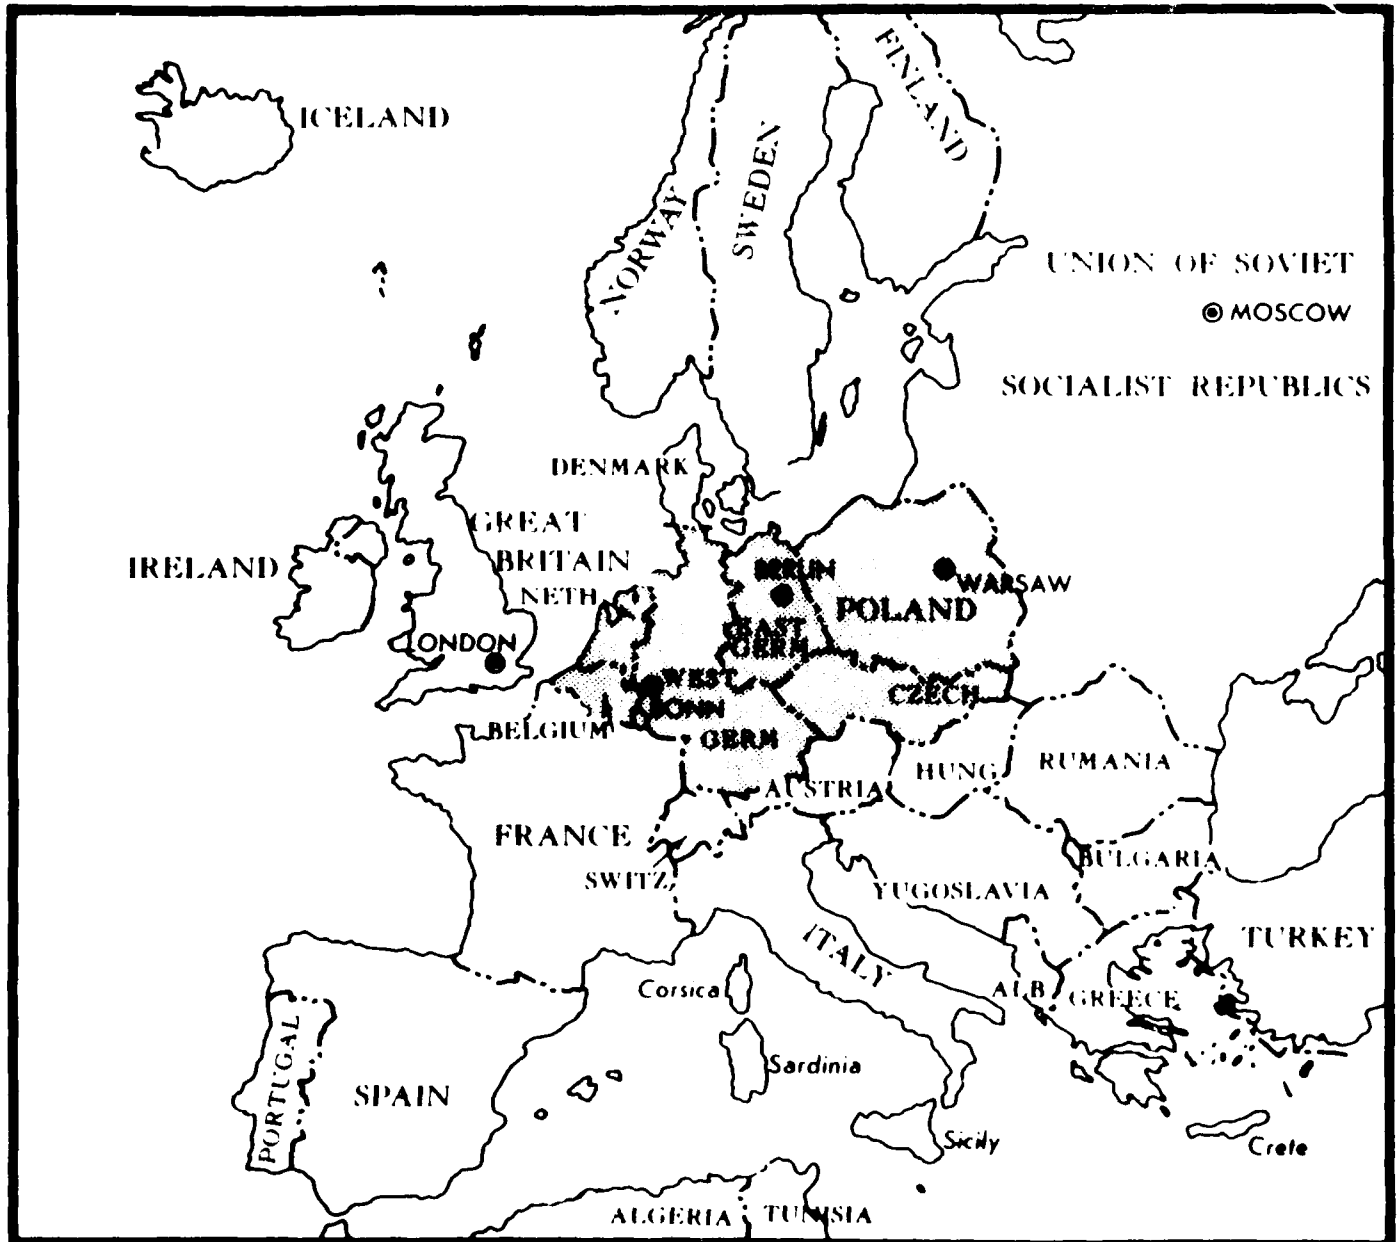 ICELAND
FINLAND
SWEDEN
NORWAY
UNION OF SOVIET
MOSCOW
SOCIALIST REPUBLICS
DENMARK
GREAT
BRITAIN
IRELAND
NETH
BERLIN
WARSAW
POLAND
EAST
GERM
LONDON
WEST
BONN
GERM
CZECH
BELGIUM
AUSTRIA
HUNG
RUMANIA
FRANCE
SWITZ
BULGARIA
YUGOSLAVIA
ITALY
TURKEY
Corsica
ALB
GREECE
PORTUGAL
SPAIN
Sardinia
Sicily
Crete
ALGERIA
TUNISIA